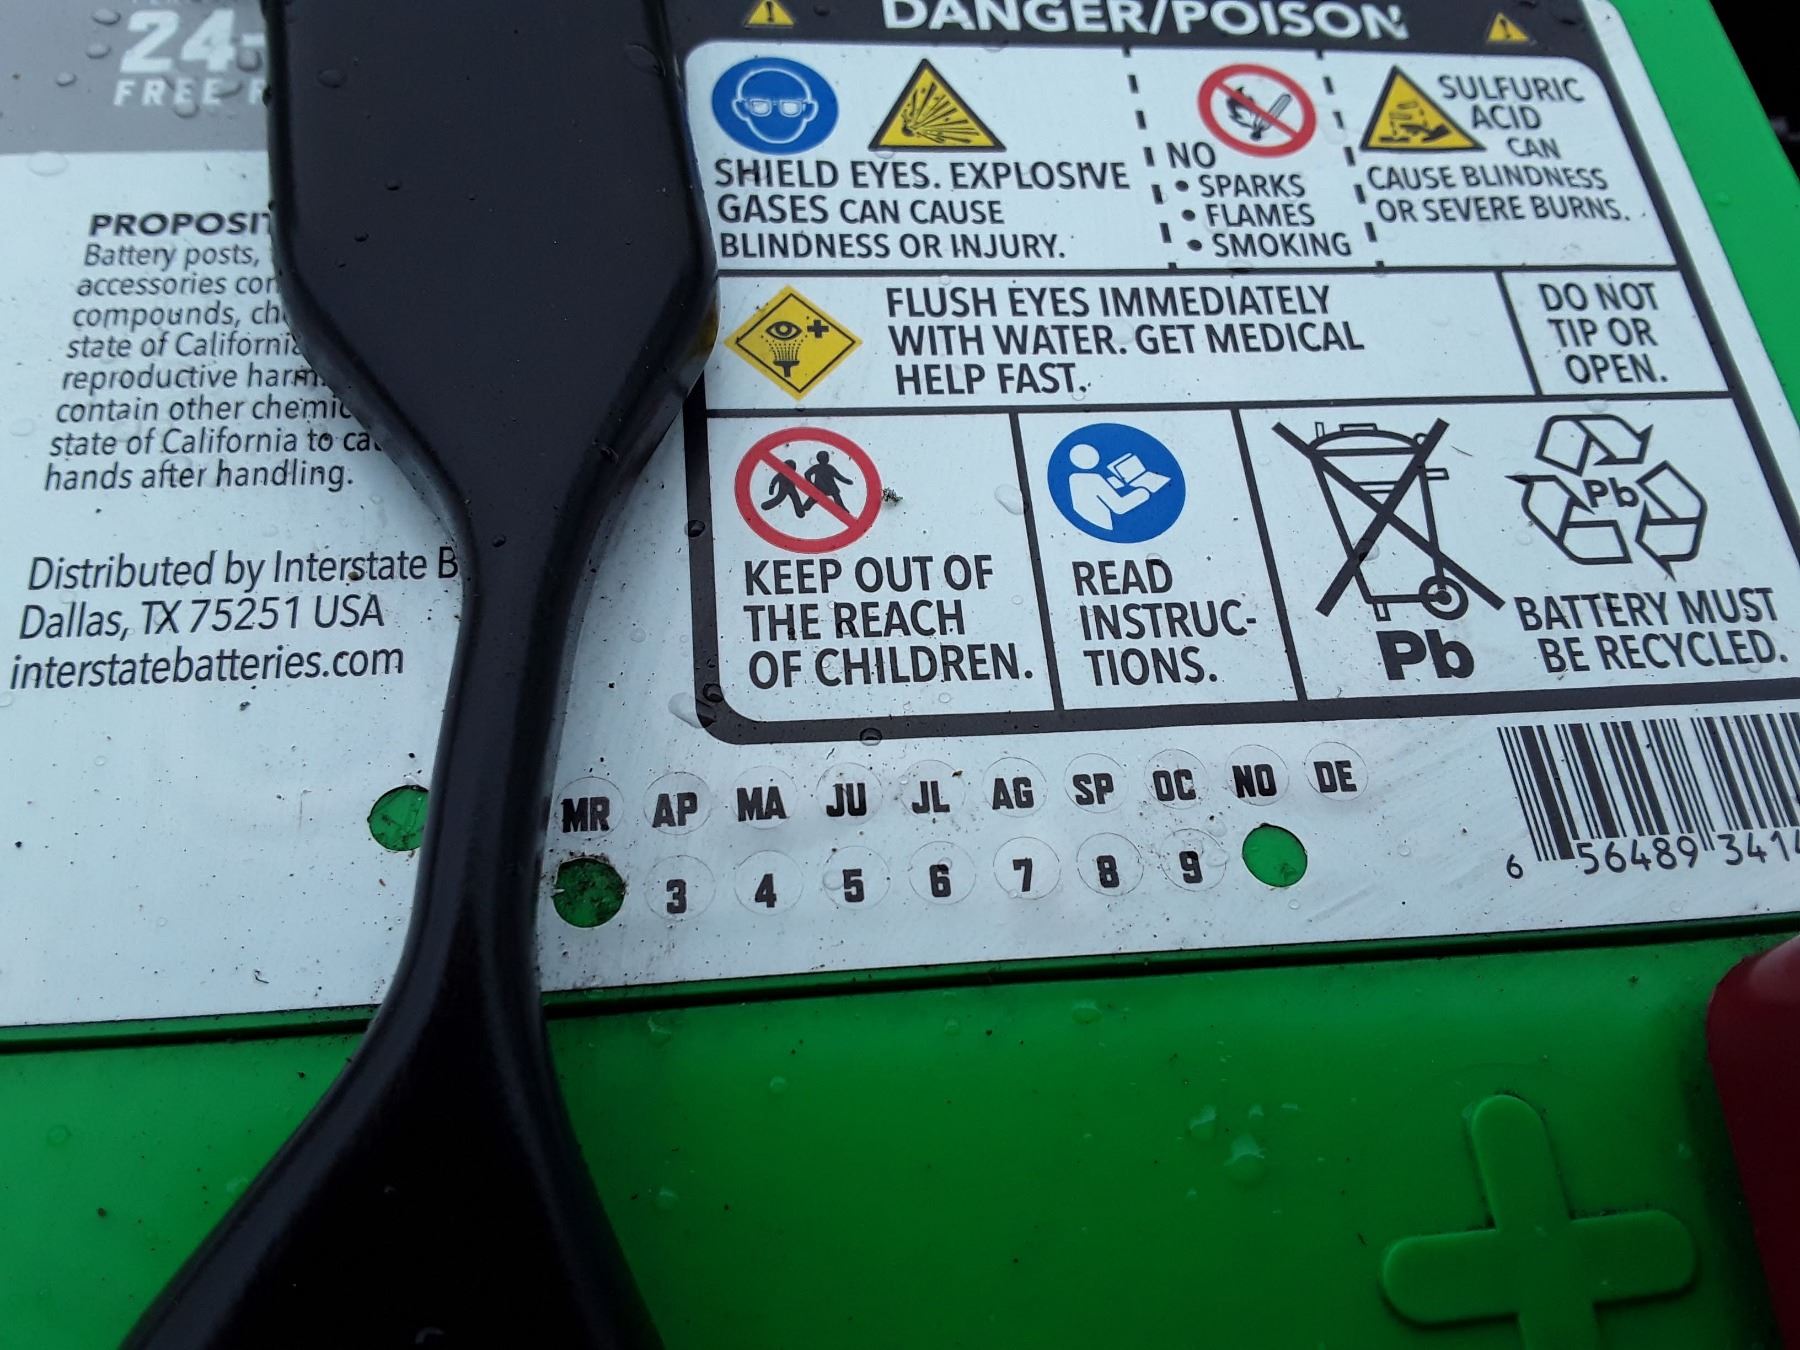 24-
FREE
DANGER/POISON
SHIELD EYES. EXPLOSIVE
GASES CAN CAUSE
BLINDNESS OR INJURY.
NO
• SPARKS
• FLAMES
• SMOKING
SULFURIC
ACID
CAN
CAUSE BLINDNESS
OR SEVERE BURNS.
FLUSH EYES IMMEDIATELY
WITH WATER. GET MEDICAL
HELP FAST.
DO NOT
TIP OR
OPEN.
KEEP OUT OF
THE REACH
OF CHILDREN.
READ
INSTRUC-
TIONS.
Pb
Pb
BATTERY MUST
BE RECYCLED.
PROPOSIT
Battery posts,
accessories con
compounds, ch
state of California
reproductive harm.
contain other chemic
state of California to ca
hands after handling.
Distributed by Interstate B
Dallas, TX 75251 USA
interstatebatteries.com
MR AP MA JU JL AG SP OC NO DE
3 4 5 6 7 8 9
6 56489 3414